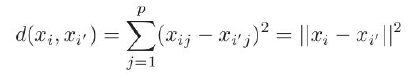 d(x_i, x_{i'}) = \sum_{j=1}^{p} (x_{ij} - x_{i'j})^2 = ||x_i - x_{i'}||^2